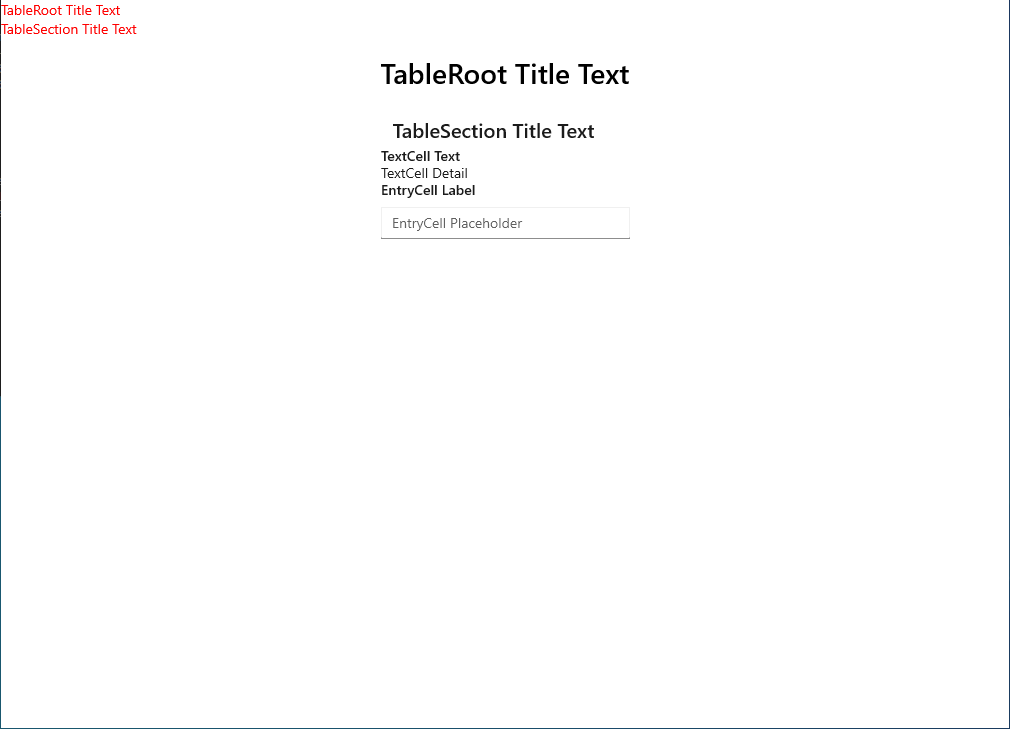 TableRoot Title Text
TableSection Title Text
TableRoot Title Text
TableSection Title Text
TextCell Text
TextCell Detail
EntryCell Label
EntryCell Placeholder